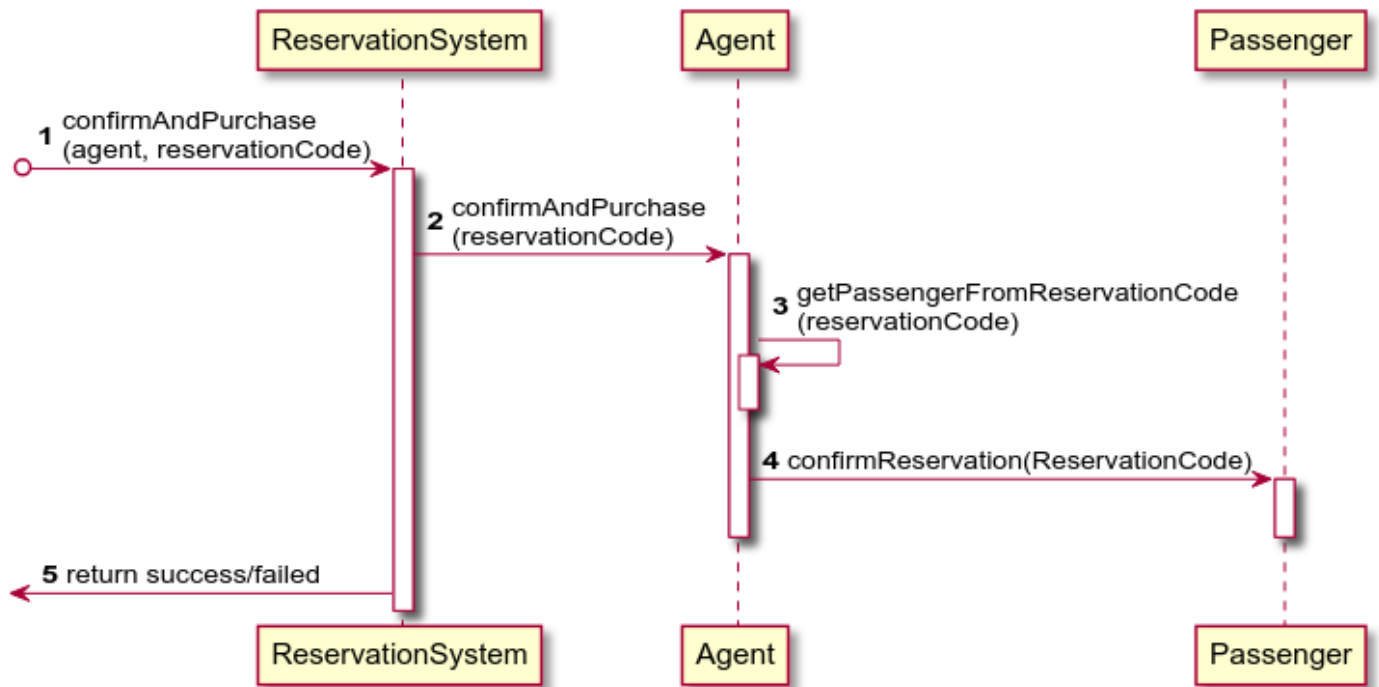 ReservationSystem
Agent
Passenger
1 confirmAndPurchase
(agent, reservationCode)
2 confirmAndPurchase
(reservationCode)
3 getPassengerFromReservationCode
(reservationCode)
4 confirmReservation(ReservationCode)
5 return success/failed
ReservationSystem
Agent
Passenger